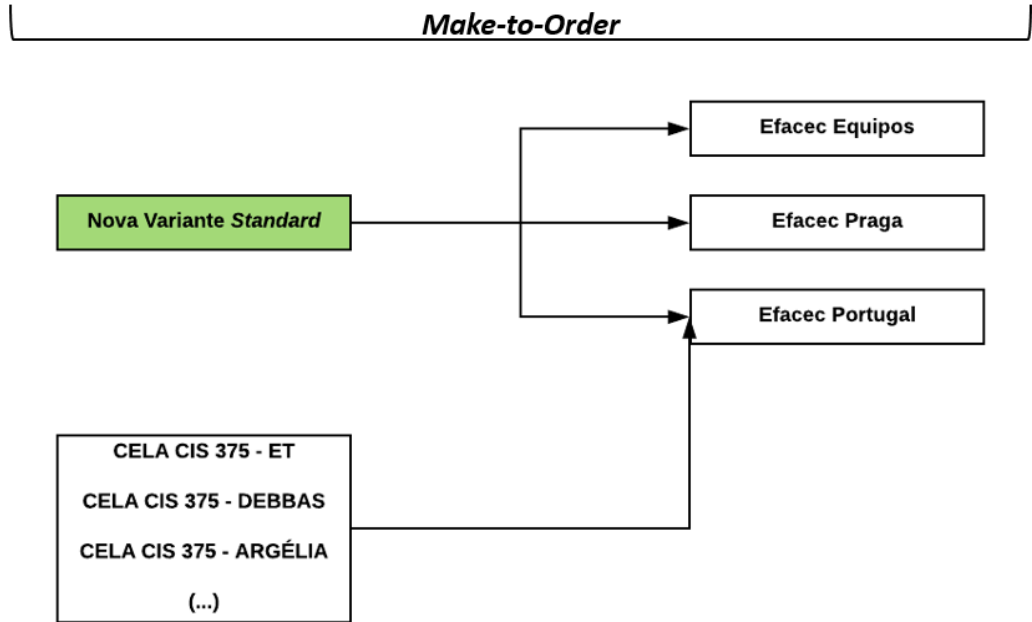 Make-to-Order
Efacec Equipos
Nova Variante Standard
Efacec Praga
Efacec Portugal
CELA CIS 375 - ET
CELA CIS 375 - DEBBAS
CELA CIS 375 - ARGÉLIA
(...)